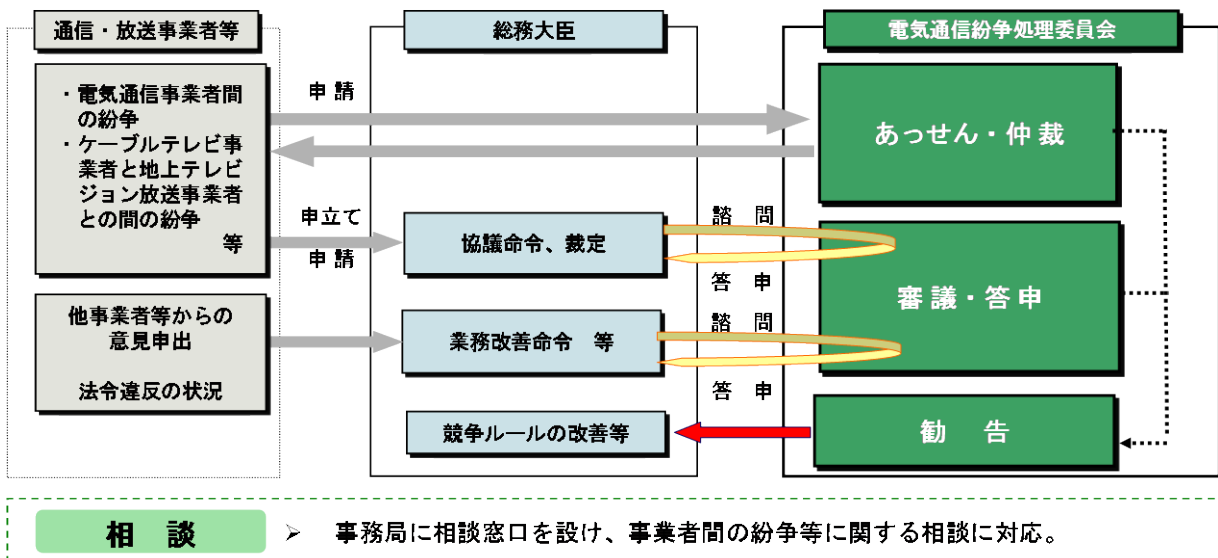 通信・放送事業者等
総務大臣
電気通信紛争処理委員会
・電気通信事業者間
の紛争
・ケーブルテレビ事
業者と地上テレビ
ジョン放送事業者
との間の紛争
等
申請
あっせん・仲裁
申立て
申請
協議命令、裁定
諮問
答申
審議・答申
他事業者等からの
意見申出
法令違反の状況
業務改善命令 等
諮問
答申
競争ルールの改善等
勧告
相談
➢ 事務局に相談窓口を設け、事業者間の紛争等に関する相談に対応。